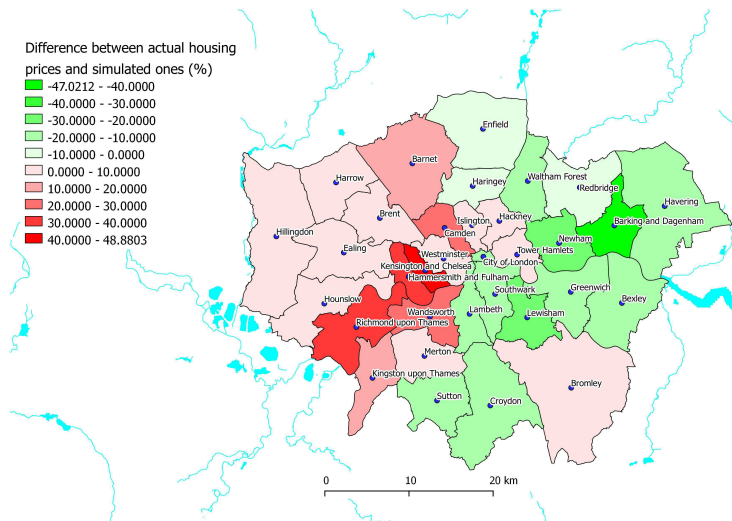 Difference between actual housing
prices and simulated ones (%)
-47.0212 - -40.0000
-40.0000 - -30.0000
-30.0000 - -20.0000
-20.0000 - -10.0000
-10.0000 - 0.0000
0.0000 - 10.0000
10.0000 - 20.0000
20.0000 - 30.0000
30.0000 - 40.0000
40.0000 - 48.8803
Enfield
Barnet
Harrow
Haringey
Waltham Forest
Redbridge
Havering
Brent
Islington
Hackney
Camden
Barking and Dagenham
Hillingdon
Ealing
Newham
Westminster
Tower Hamlets
City of London
Kensington and Chelsea
Hammersmith and Fulham
Hounslow
Southwark
Greenwich
Bexley
Wandsworth
Lambeth
Lewisham
Richmond upon Thames
Merton
Kingston upon Thames
Bromley
Sutton
Croydon
0 10 20 km